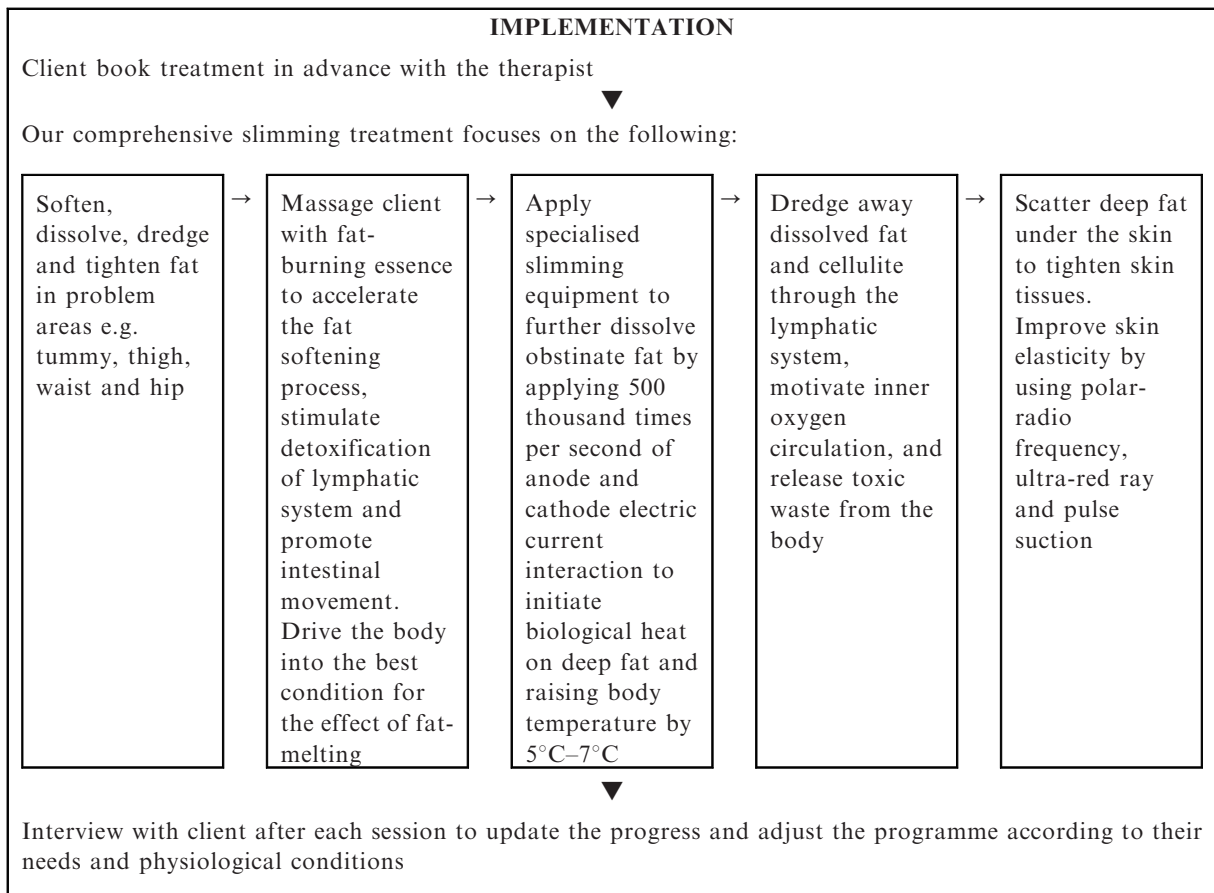 IMPLEMENTATION
Client book treatment in advance with the therapist
▼
Our comprehensive slimming treatment focuses on the following:
Soften,
dissolve, dredge
and tighten fat
in problem
areas e.g.
tummy, thigh,
waist and hip
→
Massage client
with fat-
burning essence
to accelerate
the fat
softening
process,
stimulate
detoxification
of lymphatic
system and
promote
intestinal
movement.
Drive the body
into the best
condition for
the effect of fat-
melting
→
Apply
specialised
slimming
equipment to
further dissolve
obstinate fat by
applying 500
thousand times
per second of
anode and
cathode electric
current
interaction to
initiate
biological heat
on deep fat and
raising body
temperature by
5°C–7°C
→
Dredge away
dissolved fat
and cellulite
through the
lymphatic
system,
motivate inner
oxygen
circulation, and
release toxic
waste from the
body
→
Scatter deep fat
under the skin
to tighten skin
tissues.
Improve skin
elasticity by
using polar-
radio
frequency,
ultra-red ray
and pulse
suction
▼
Interview with client after each session to update the progress and adjust the programme according to their
needs and physiological conditions